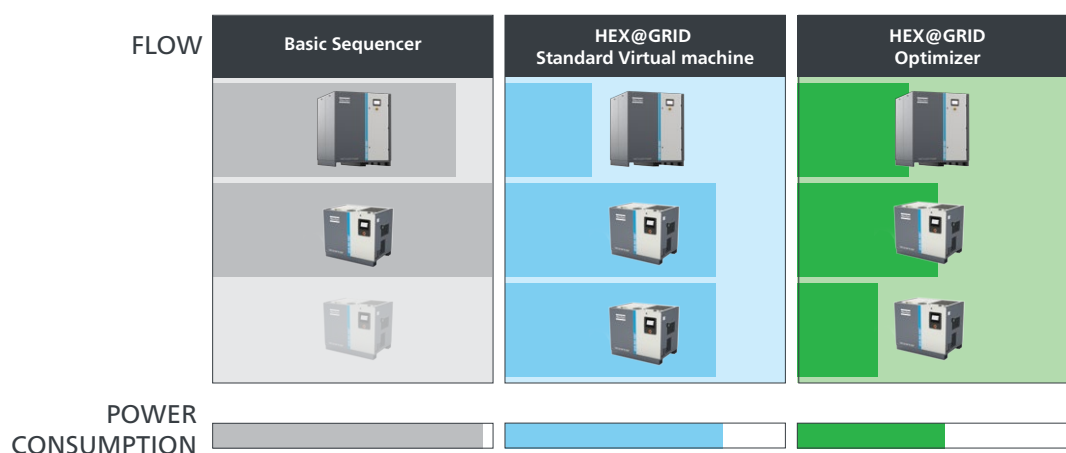 FLOW
Basic Sequencer
HEX@GRID
Standard Virtual machine
HEX@GRID
Optimizer
POWER
CONSUMPTION